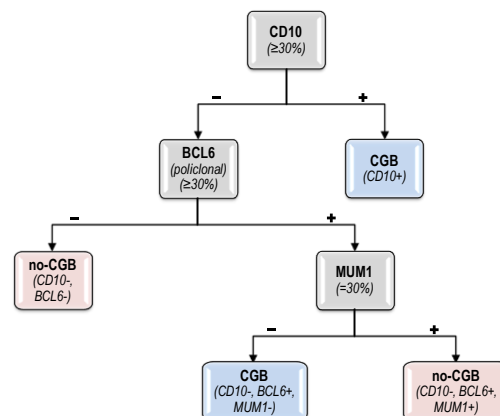 CD10
(≥30%)
− +
BCL6
(policlonal)
(≥30%)
CGB
(CD10+)
− +
no-CGB
(CD10-,
BCL6-)
MUM1
(=30%)
− +
CGB
(CD10-, BCL6+,
MUM1-)
no-CGB
(CD10-, BCL6+,
MUM1+)